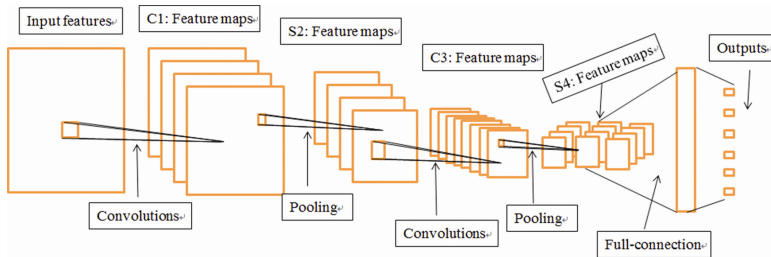 Input features
C1: Feature maps
S2: Feature maps
C3: Feature maps
S4: Feature maps
Outputs
Convolutions
Pooling
Convolutions
Pooling
Full-connection